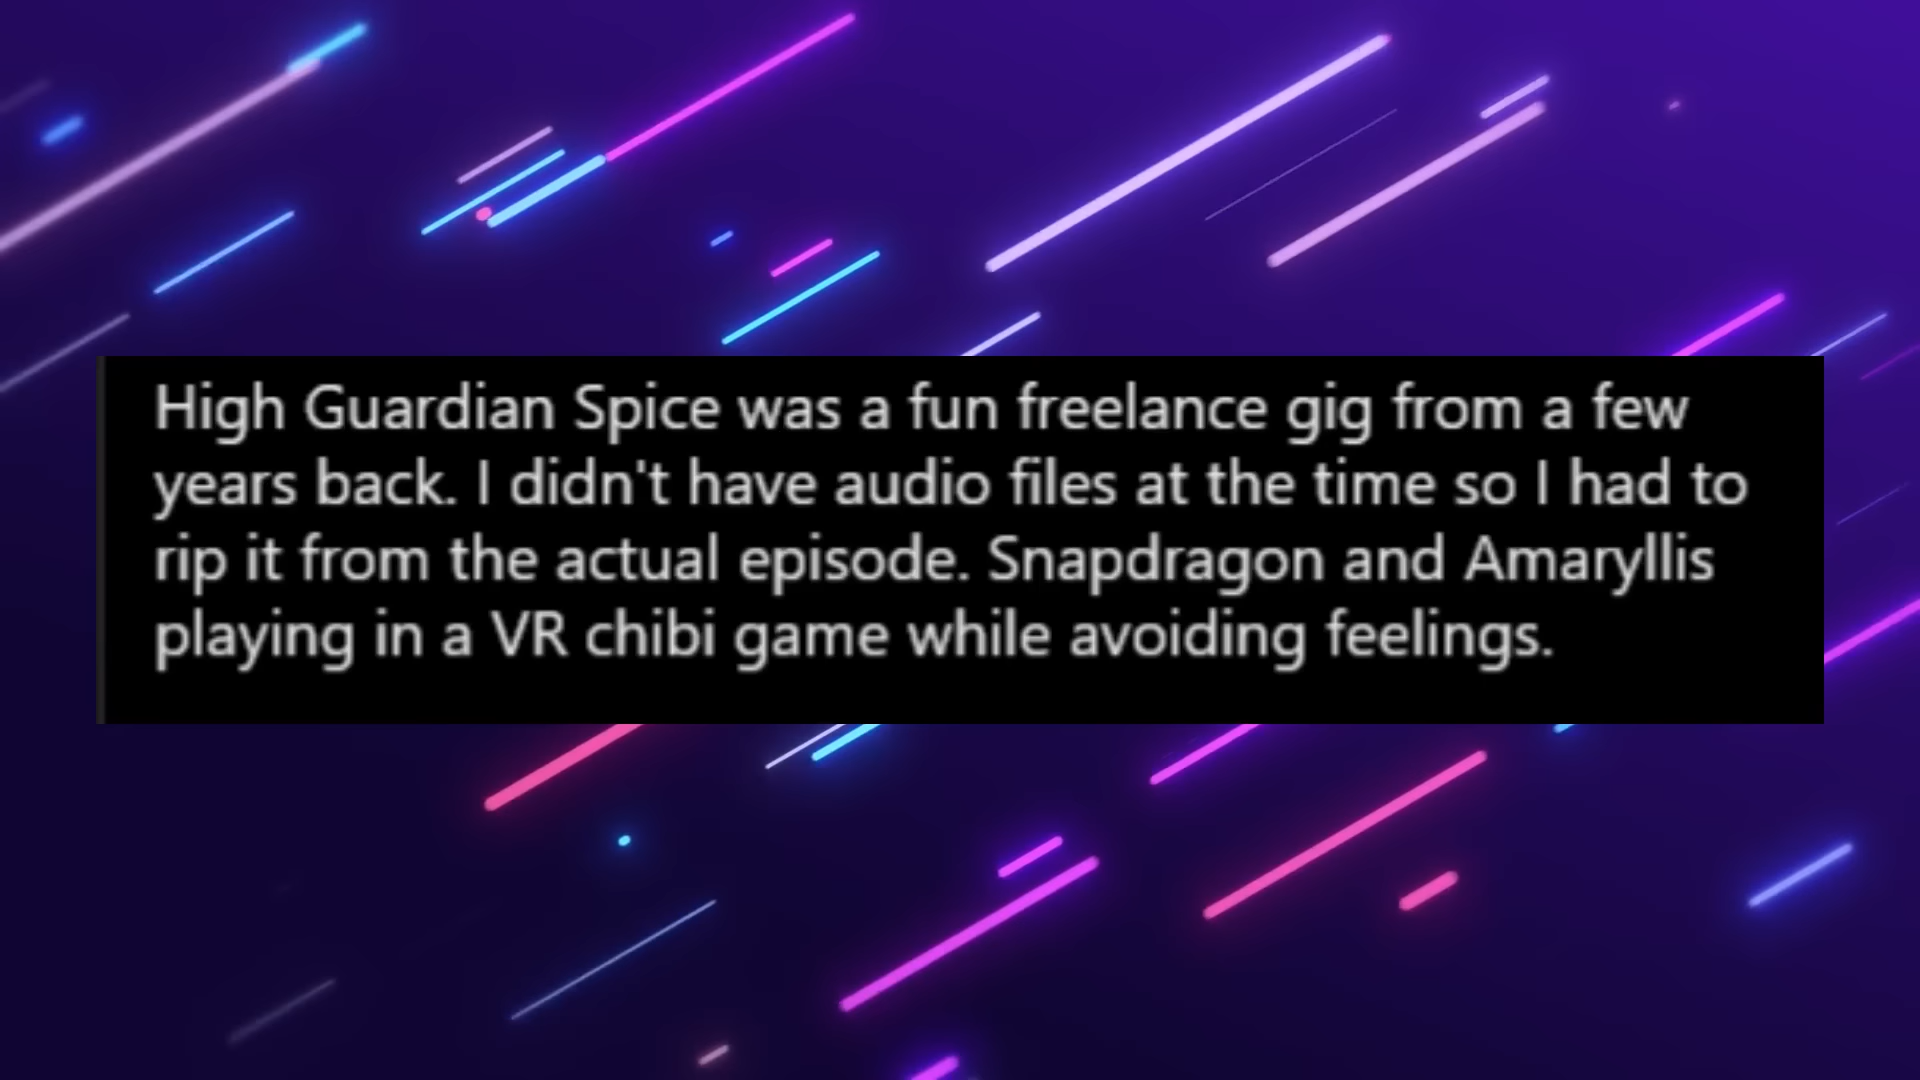 High Guardian Spice was a fun freelance gig from a few
years back. I didn't have audio files at the time so I had to
rip it from the actual episode. Snapdragon and Amaryllis
playing in a VR chibi game while avoiding feelings.